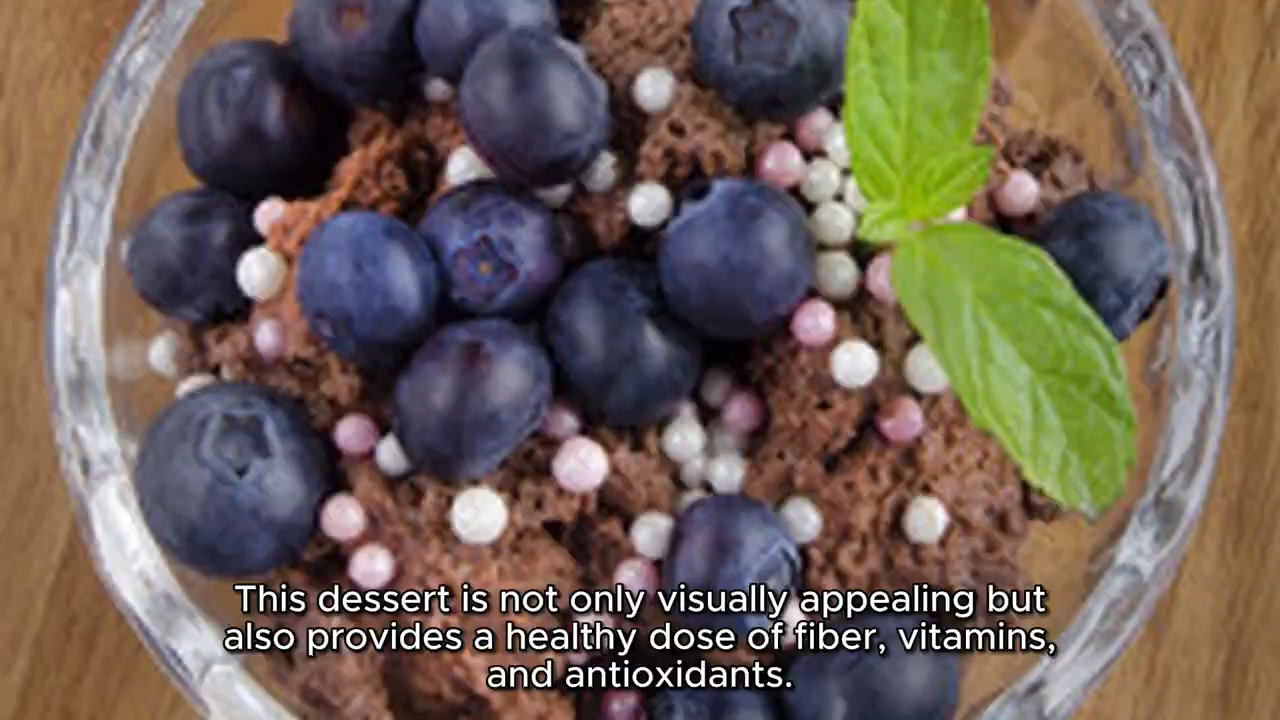 This dessert is not only visually appealing but
also provides a healthy dose of fiber, vitamins,
and antioxidants.